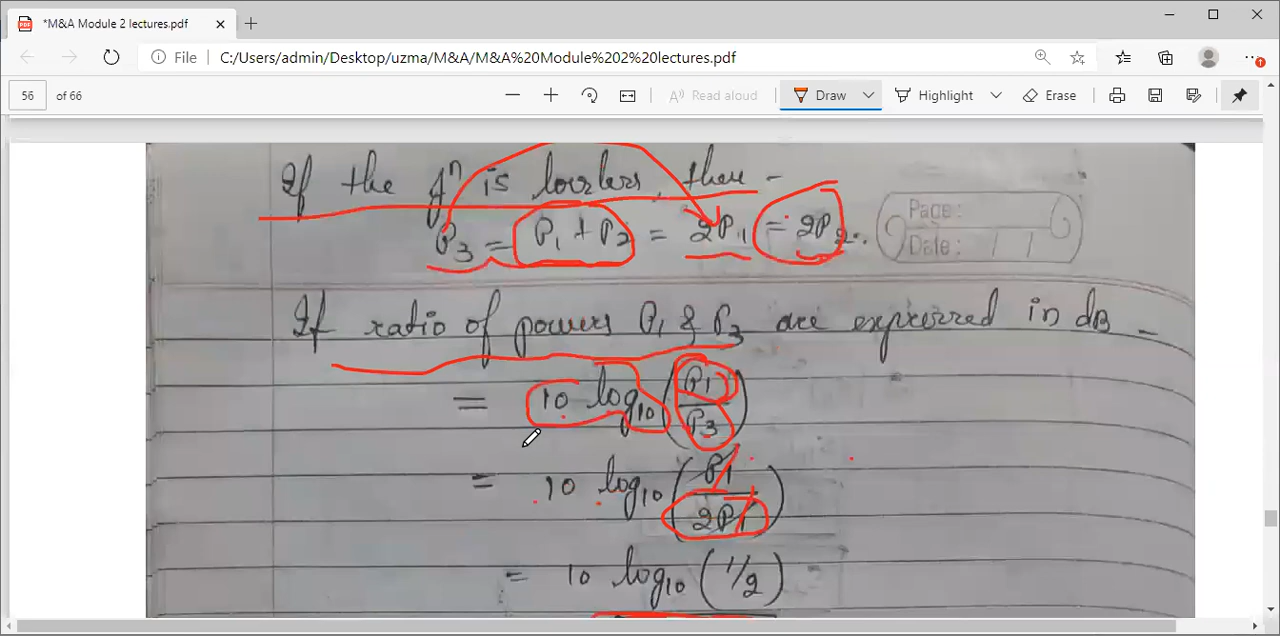 *M&A Module 2 lectures.pdf
File C:/Users/admin/Desktop/uzma/M&A/M&A%20Module%202%20lectures.pdf
56 of 66 Read aloud Draw Highlight Erase
If the Jⁿ is lossless, then -
P3 = P1 + P2 = 2P1 = 2P2.
Page :
Date : / /
If ratio of powers P1 & P3 are expressed in dB -
= 10 log10 (P1/P3)
= 10 log10 (P1/2P1)
= 10 log10 (1/2)